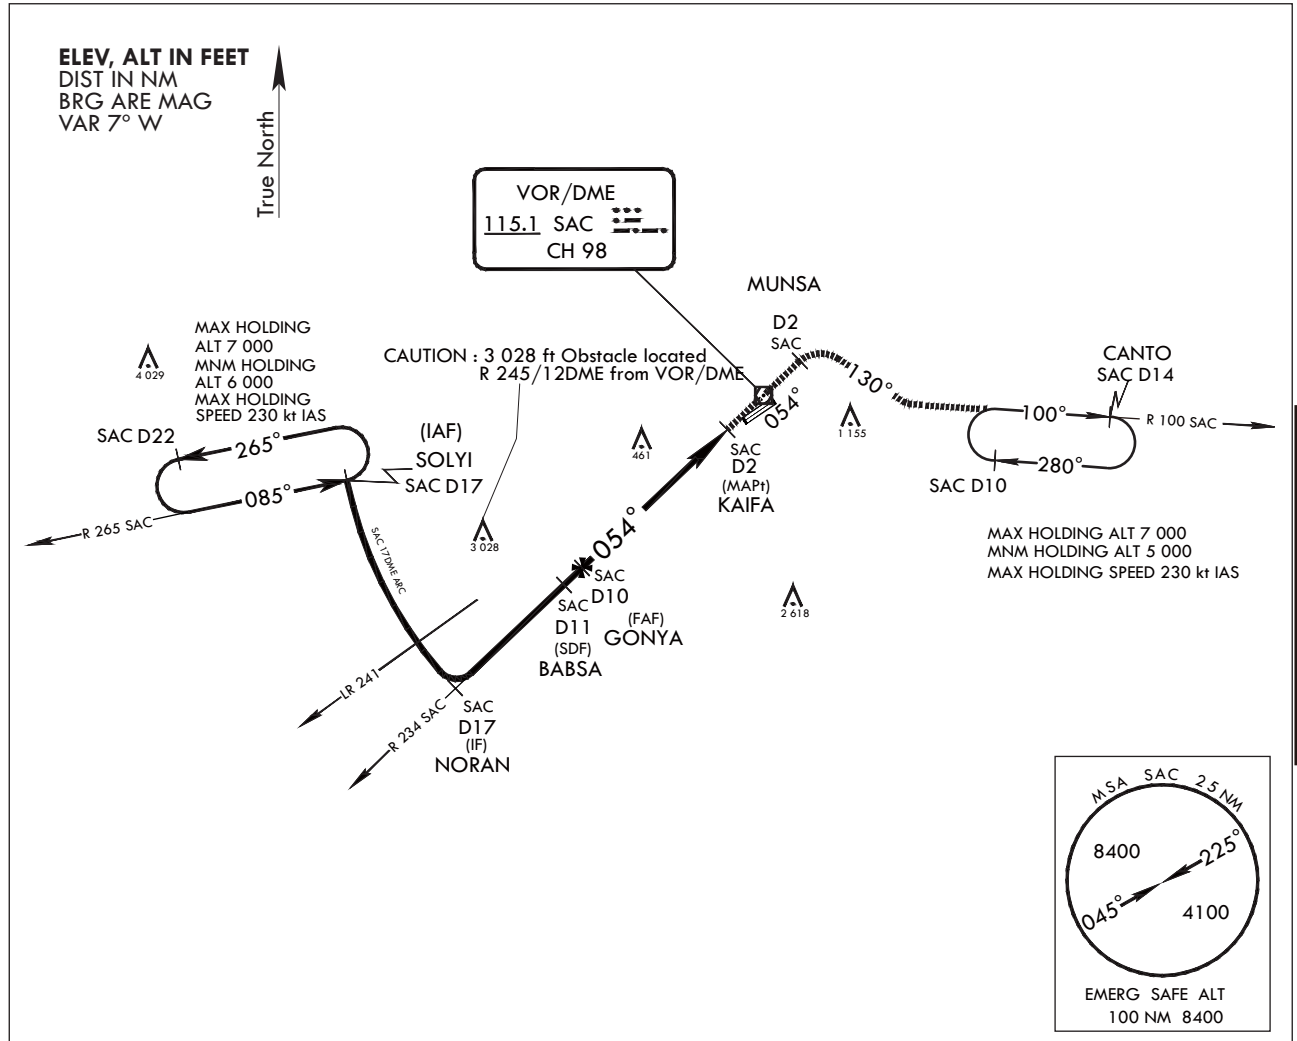 ELEV, ALT IN FEET
DIST IN NM
BRG ARE MAG
VAR 7° W
True North
VOR/DME
115.1 SAC
CH 98
MUNSA
D2
SAC
MAX HOLDING
ALT 7 000
MNM HOLDING
ALT 6 000
MAX HOLDING
SPEED 230 kt IAS
4 029
CAUTION : 3 028 ft Obstacle located
R 245/12DME from VOR/DME
130°
CANTO
SAC D14
100°
R 100 SAC
280°
SAC D10
1 155
054°
SAC D22
265°
(IAF)
SOLYI
SAC D17
085°
R 265 SAC
461
SAC
D2
(MAPt)
KAIFA
MAX HOLDING ALT 7 000
MNM HOLDING ALT 5 000
MAX HOLDING SPEED 230 kt IAS
SAC 17DME ARC
3 028
054°
SAC
D10
(FAF)
GONYA
SAC
D11
(SDF)
BABSA
2 618
LR 241
R 234 SAC
SAC
D17
(IF)
NORAN
MSA SAC 25 NM
8400
225°
045°
4100
EMERG SAFE ALT
100 NM 8400